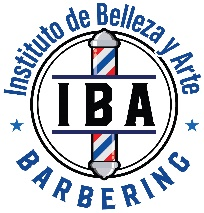 Instituto de Belleza y Arte
IBA
BARBERING